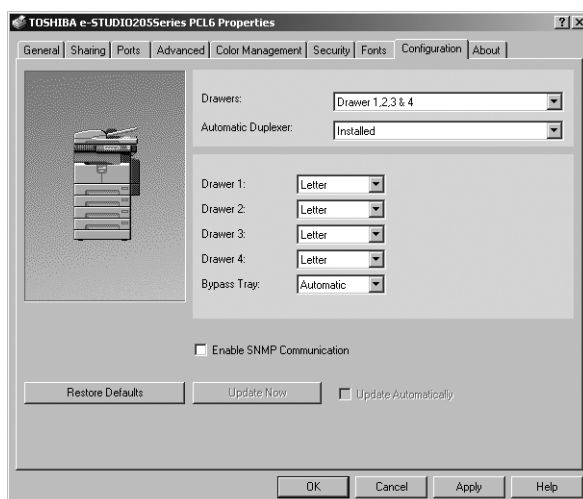 TOSHIBA e-STUDIO205Series PCL6 Properties
General Sharing Ports Advanced Color Management Security Fonts Configuration About
Drawers: Drawer 1,2,3 & 4
Automatic Duplexer: Installed
Drawer 1: Letter
Drawer 2: Letter
Drawer 3: Letter
Drawer 4: Letter
Bypass Tray: Automatic
Enable SNMP Communication
Restore Defaults Update Now Update Automatically
OK Cancel Apply Help